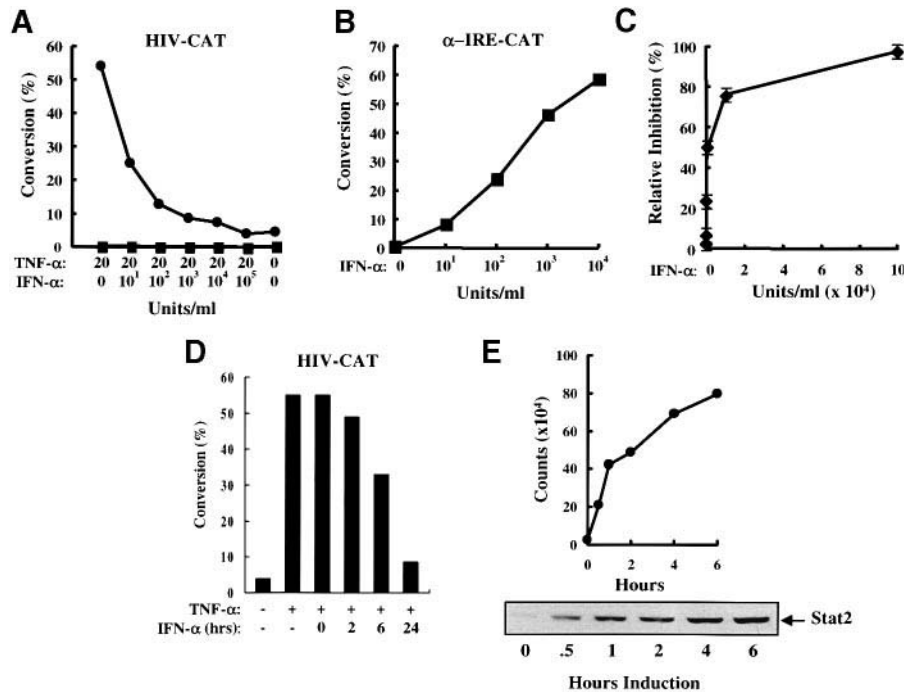 A
HIV-CAT
Conversion (%)
60
50
40
30
20
10
0
TNF-α: 20 20 20 20 20 20 0
IFN-α: 0 10¹ 10² 10³ 10⁴ 10⁵ 0
Units/ml
B
α–IRE-CAT
Conversion (%)
70
60
50
40
30
20
10
0
IFN-α: 0 10¹ 10² 10³ 10⁴
Units/ml
C
Relative Inhibition (%)
100
80
60
40
80
0
IFN-α: 0 2 4 6 8 10
Units/ml (x 10⁴)
D
HIV-CAT
Conversion (%)
60
50
40
30
20
10
0
TNF-α: - + + + + +
IFN-α (hrs): - - 0 2 6 24
E
Counts (x10⁴)
100
80
60
40
20
0
0 2 4 6
Hours
Stat2
0 .5 1 2 4 6
Hours Induction